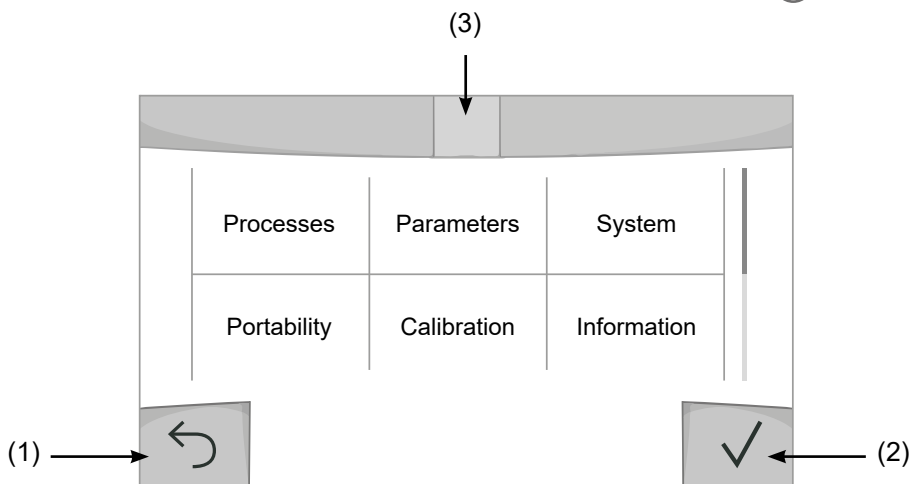 (3)
Processes Parameters System
Portability Calibration Information
(1) (2)